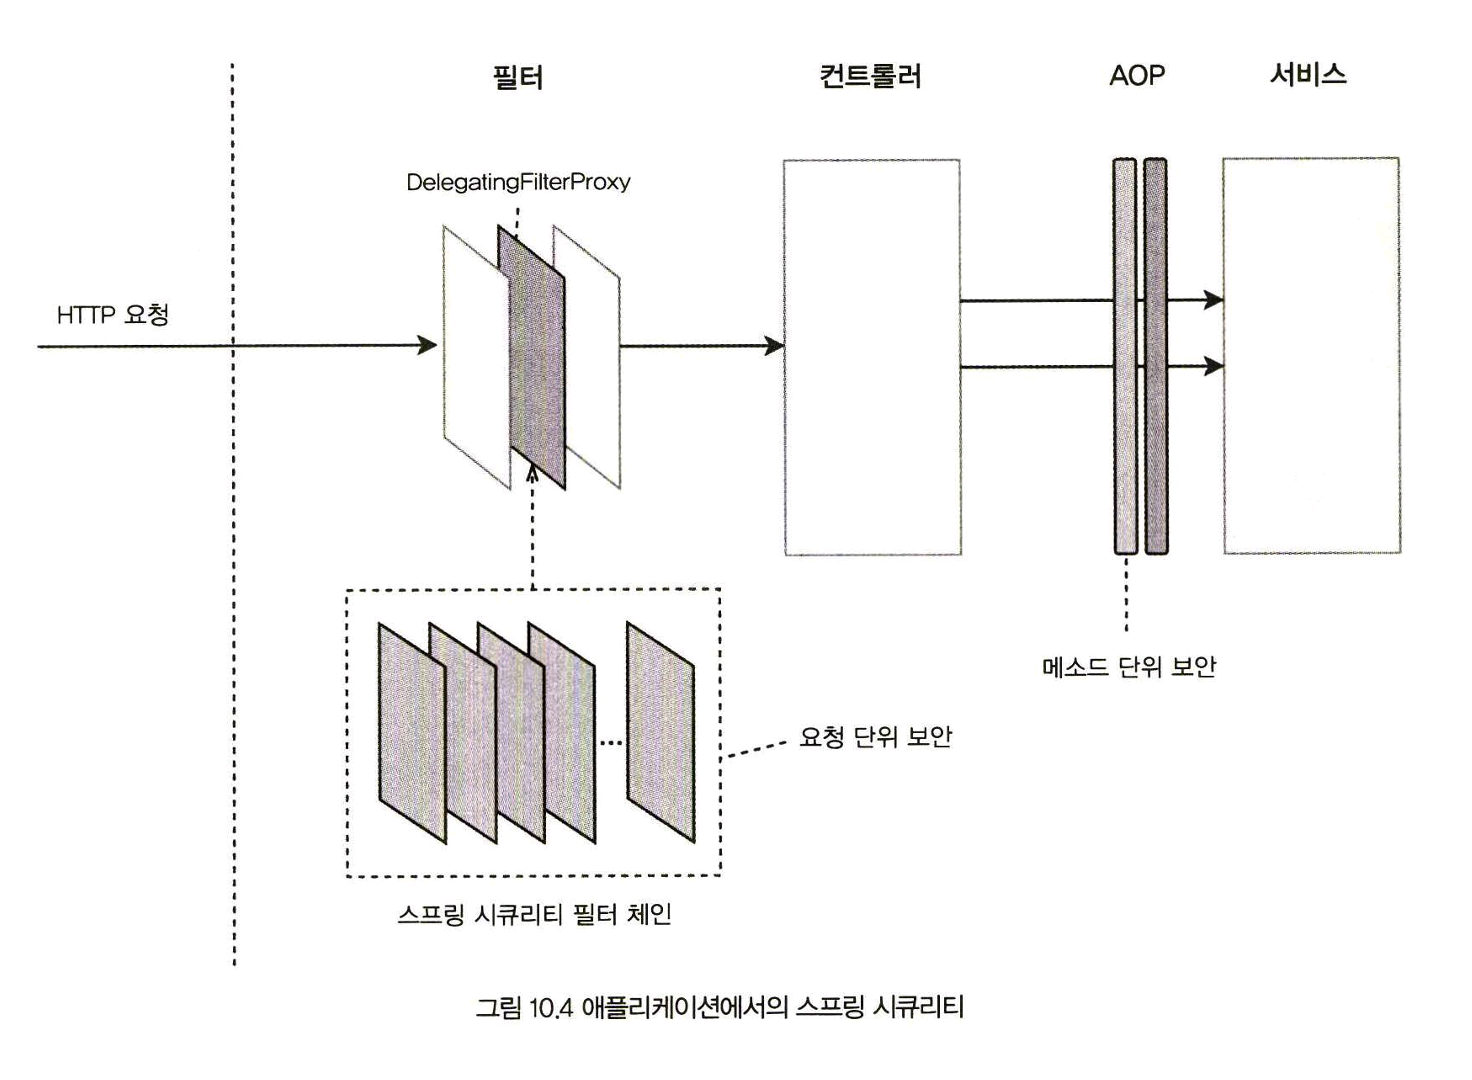 필터
컨트롤러
AOP
서비스
DelegatingFilterProxy
HTTP 요청
메소드 단위 보안
요청 단위 보안
...
스프링 시큐리티 필터 체인
그림 10.4 애플리케이션에서의 스프링 시큐리티